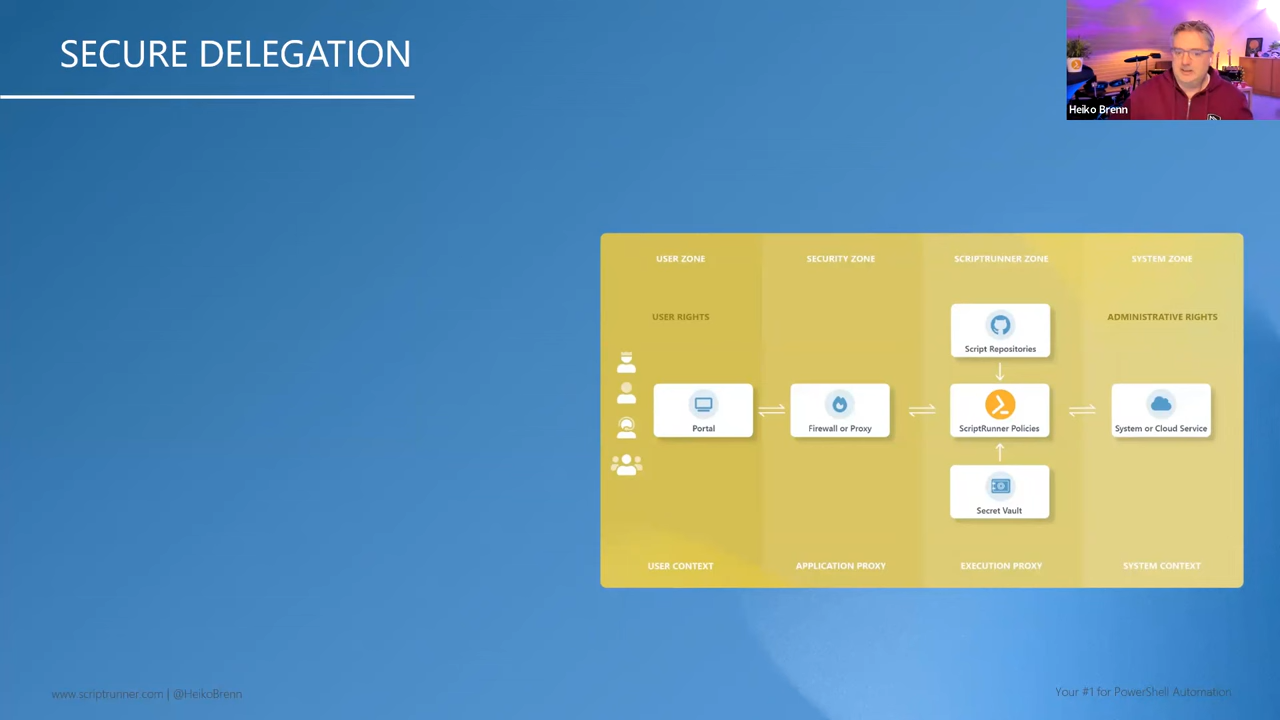 SECURE DELEGATION
Heiko Brenn
USER ZONE
SECURITY ZONE
SCRIPTRUNNER ZONE
SYSTEM ZONE
USER RIGHTS
ADMINISTRATIVE RIGHTS
Script Repositories
Portal
Firewall or Proxy
ScriptRunner Policies
System or Cloud Service
Secret Vault
USER CONTEXT
APPLICATION PROXY
EXECUTION PROXY
SYSTEM CONTEXT
www.scriptrunner.com | @HeikoBrenn
Your #1 for PowerShell Automation